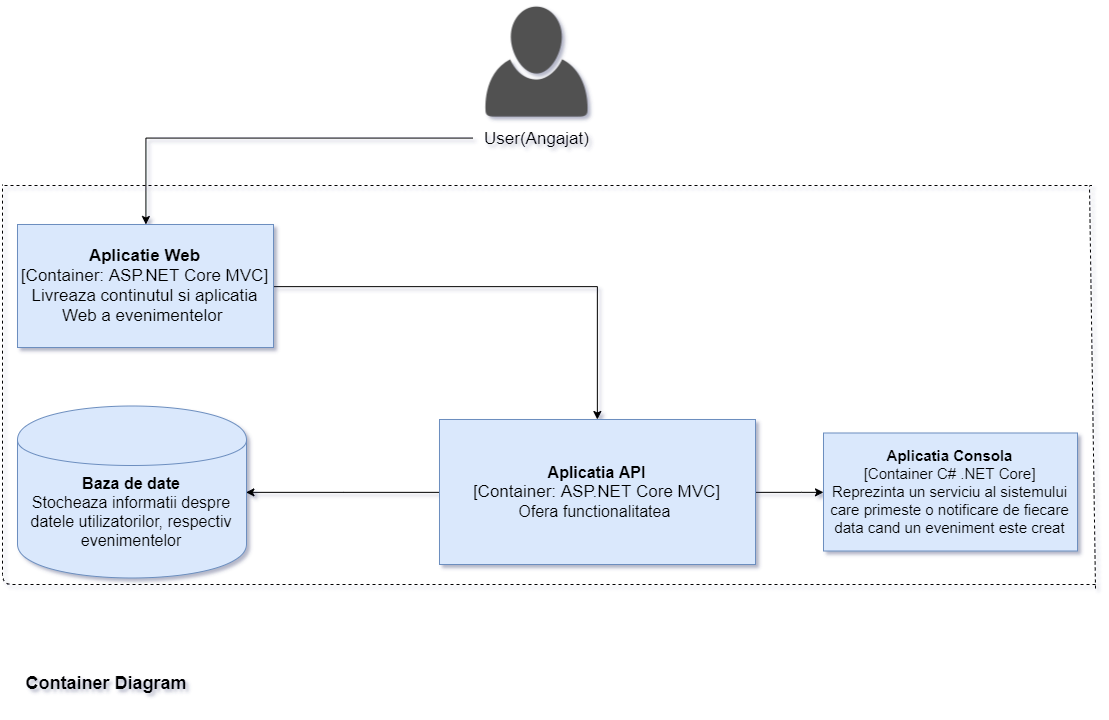 User(Angajat)
Aplicatie Web
[Container: ASP.NET Core MVC]
Livreaza continutul si aplicatia
Web a evenimentelor
Baza de date
Stocheaza informatii despre
datele utilizatorilor, respectiv
evenimentelor
Aplicatia API
[Container: ASP.NET Core MVC]
Ofera functionalitatea
Aplicatia Consola
[Container C# .NET Core]
Reprezinta un serviciu al sistemului
care primeste o notificare de fiecare
data cand un eveniment este creat
Container Diagram